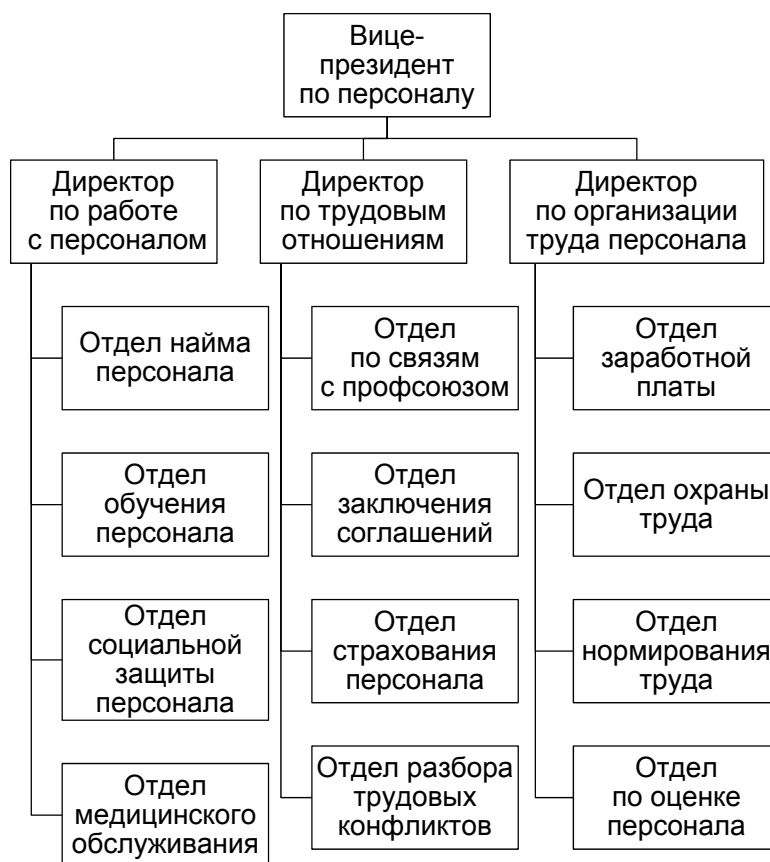 Вице-
президент
по персоналу
Директор
по работе
с персоналом
Директор
по трудовым
отношениям
Директор
по организации
труда персонала
Отдел найма
персонала
Отдел
по связям
с профсоюзом
Отдел
заработной
платы
Отдел
обучения
персонала
Отдел
заключения
соглашений
Отдел охраны
труда
Отдел
социальной
защиты
персонала
Отдел
страхования
персонала
Отдел
нормирования
труда
Отдел
медицинского
обслуживания
Отдел разбора
трудовых
конфликтов
Отдел
по оценке
персонала